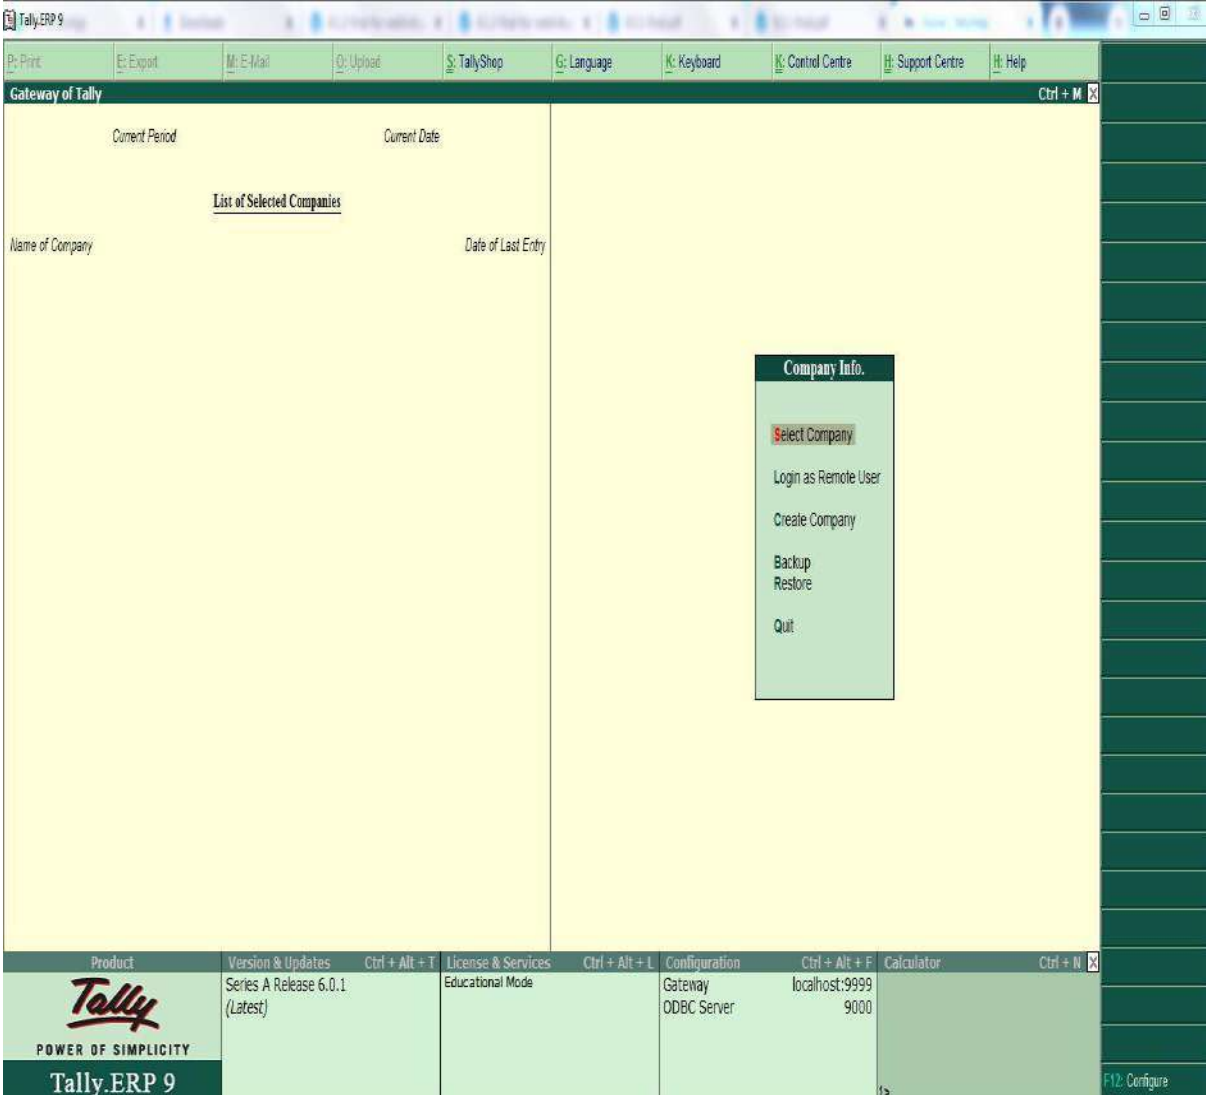 Tally.ERP 9
P: Print E: Export M: E-Mail O: Upload S: TallyShop G: Language K: Keyboard K: Control Centre H: Support Centre H: Help
Gateway of Tally Ctrl + M X
Current Period Current Date
List of Selected Companies
Name of Company Date of Last Entry
Company Info.
Select Company
Login as Remote User
Create Company
Backup
Restore
Quit
Product Version & Updates Ctrl + Alt + T License & Services Ctrl + Alt + L Configuration Ctrl + Alt + F Calculator Ctrl + N X
Tally
POWER OF SIMPLICITY
Tally.ERP 9
Series A Release 6.0.1
(Latest)
Educational Mode
Gateway localhost:9999
ODBC Server 9000
1>
F12: Configure